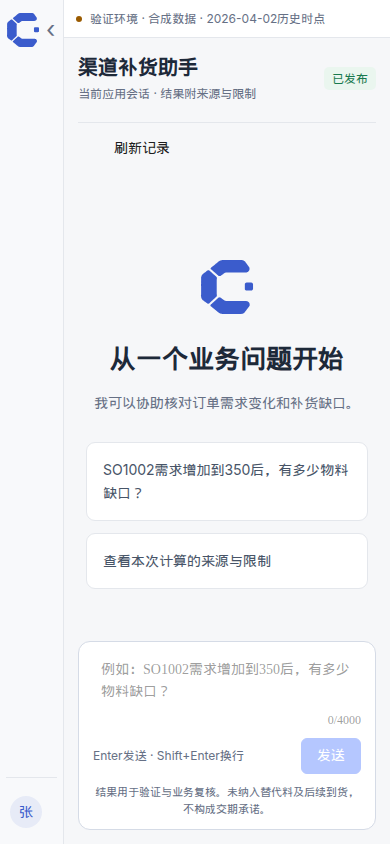 验证环境 · 合成数据 · 2026-04-02历史时点
渠道补货助手
当前应用会话 · 结果附来源与限制
已发布
刷新记录
从一个业务问题开始
我可以协助核对订单需求变化和补货缺口。
SO1002需求增加到350后，有多少物料
缺口？
查看本次计算的来源与限制
例如：SO1002需求增加到350后，有多少
物料缺口？
0/4000
Enter发送 · Shift+Enter换行
发送
结果用于验证与业务复核。未纳入替代料及后续到货，
不构成交期承诺。
张